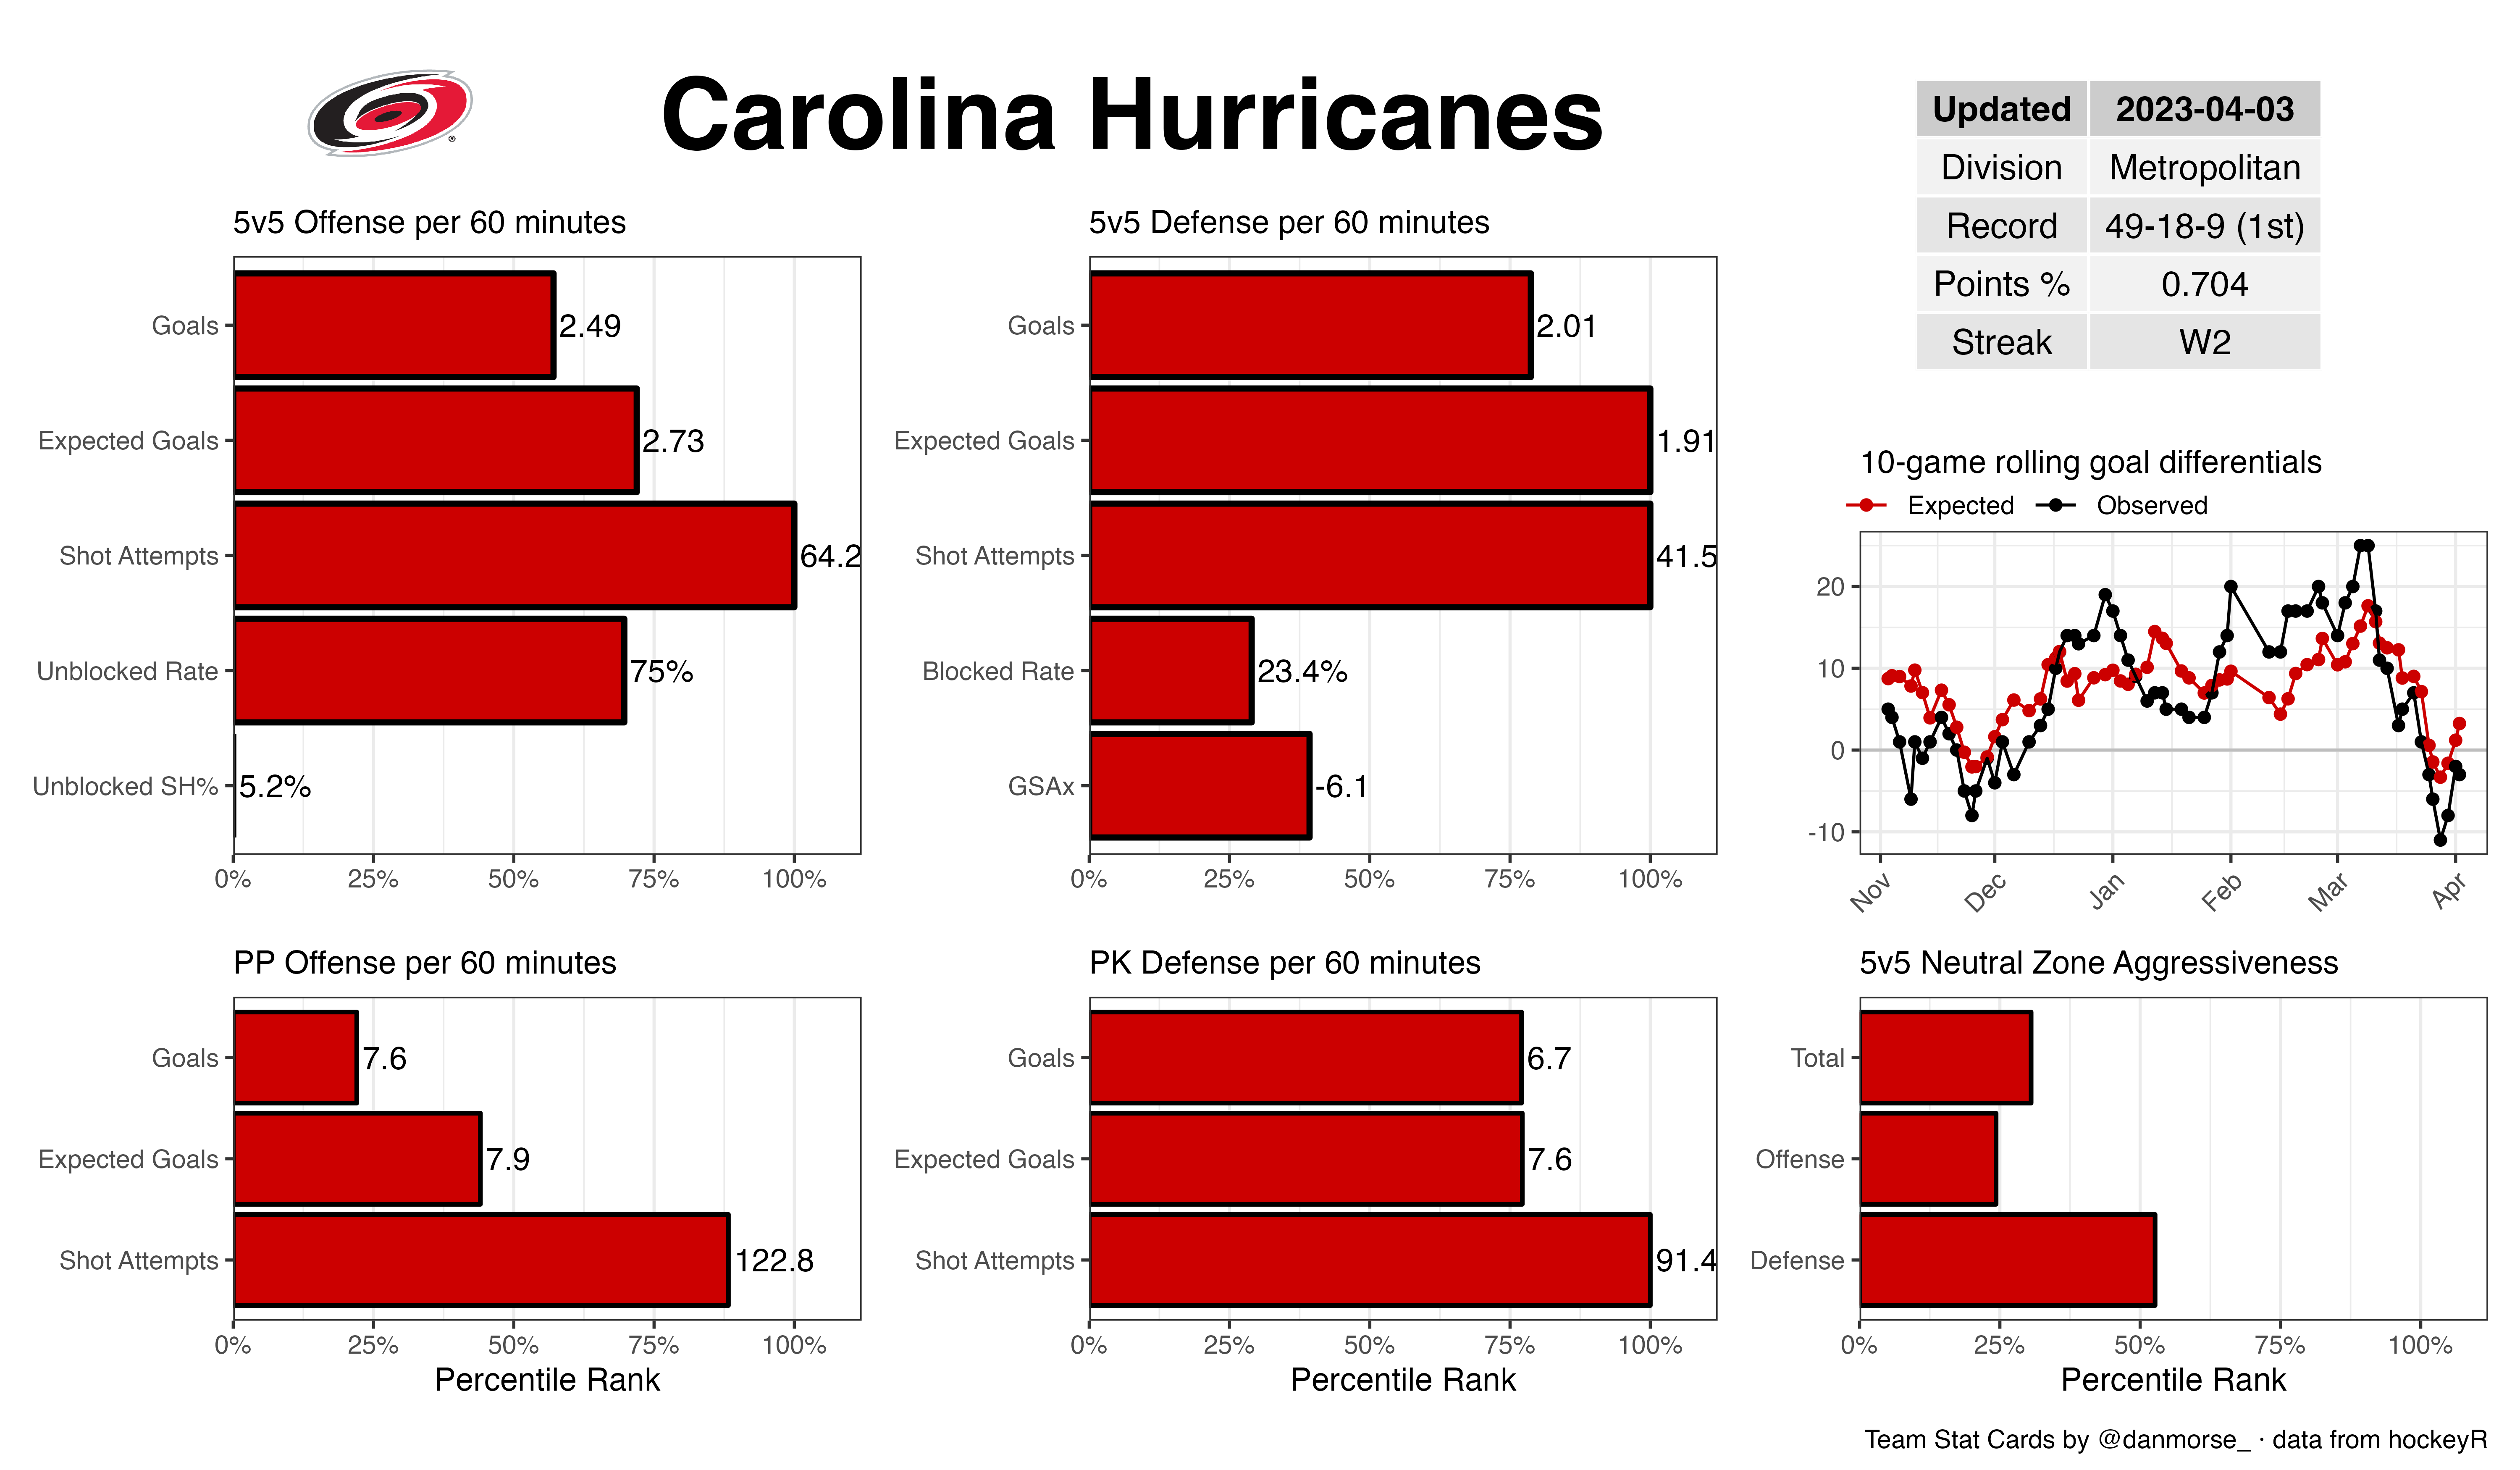 Carolina Hurricanes
Updated 2023-04-03
Division Metropolitan
Record 49-18-9 (1st)
Points % 0.704
Streak W2
5v5 Offense per 60 minutes
Goals 2.49
Expected Goals 2.73
Shot Attempts 64.2
Unblocked Rate 75%
Unblocked SH% 5.2%
0% 25% 50% 75% 100%
5v5 Defense per 60 minutes
Goals 2.01
Expected Goals 1.91
Shot Attempts 41.5
Blocked Rate 23.4%
GSAx -6.1
0% 25% 50% 75% 100%
10-game rolling goal differentials
Expected Observed
20
10
0
-10
Nov Dec Jan Feb Mar Apr
PP Offense per 60 minutes
Goals 7.6
Expected Goals 7.9
Shot Attempts 122.8
0% 25% 50% 75% 100%
Percentile Rank
PK Defense per 60 minutes
Goals 6.7
Expected Goals 7.6
Shot Attempts 91.4
0% 25% 50% 75% 100%
Percentile Rank
5v5 Neutral Zone Aggressiveness
Total
Offense
Defense
0% 25% 50% 75% 100%
Percentile Rank
Team Stat Cards by @danmorse_ · data from hockeyR